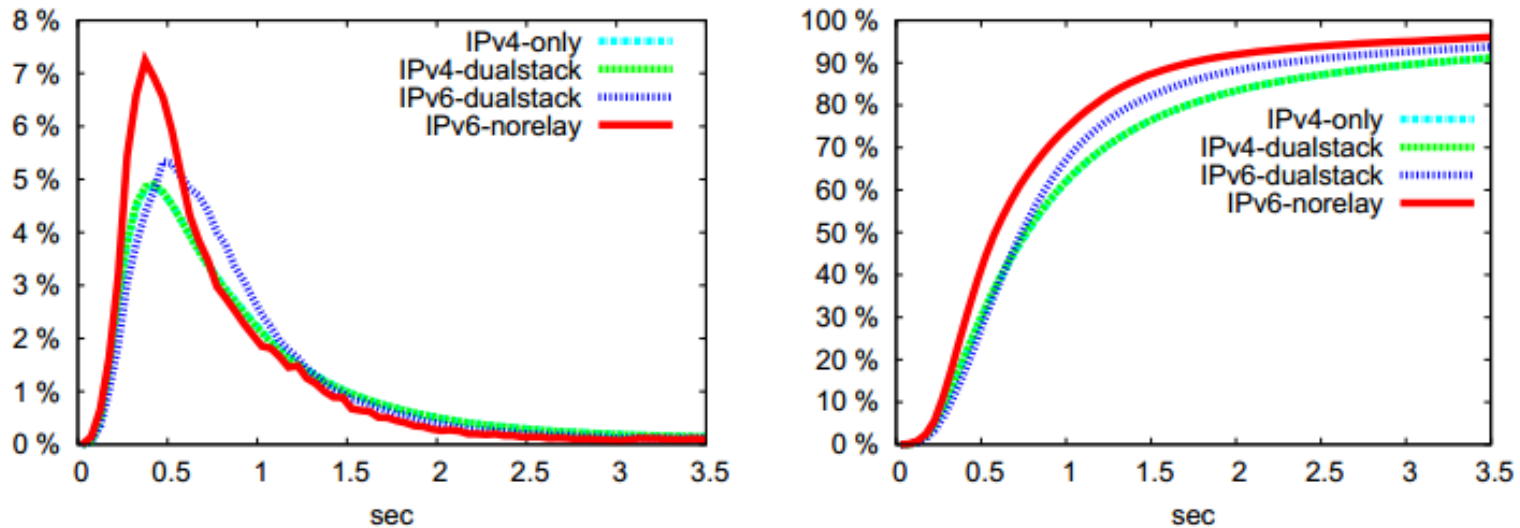 8 %
7 %
6 %
5 %
4 %
3 %
2 %
1 %
0 %
IPv4-only
IPv4-dualstack
IPv6-dualstack
IPv6-norelay
0 0.5 1 1.5 2 2.5 3 3.5
sec
100 %
90 %
80 %
70 %
60 %
50 %
40 %
30 %
20 %
10 %
0 %
IPv4-only
IPv4-dualstack
IPv6-dualstack
IPv6-norelay
0 0.5 1 1.5 2 2.5 3 3.5
sec